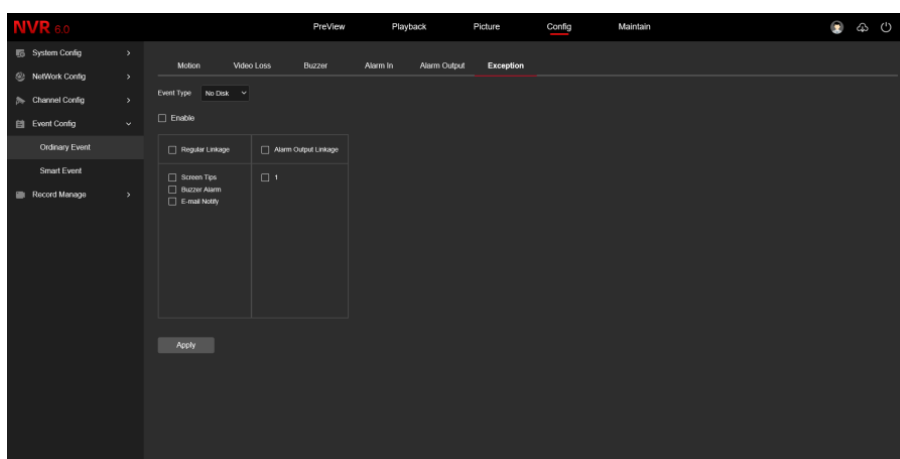 NVR 6.0
PreView Playback Picture Config Maintain
System Config
NetWork Config
Channel Config
Event Config
Ordinary Event
Smart Event
Record Manage
Motion Video Loss Buzzer Alarm In Alarm Output Exception
Event Type No Disk
Enable
Regular Linkage Alarm Output Linkage
Screen Tips 1
Buzzer Alarm
E-mail Notify
Apply